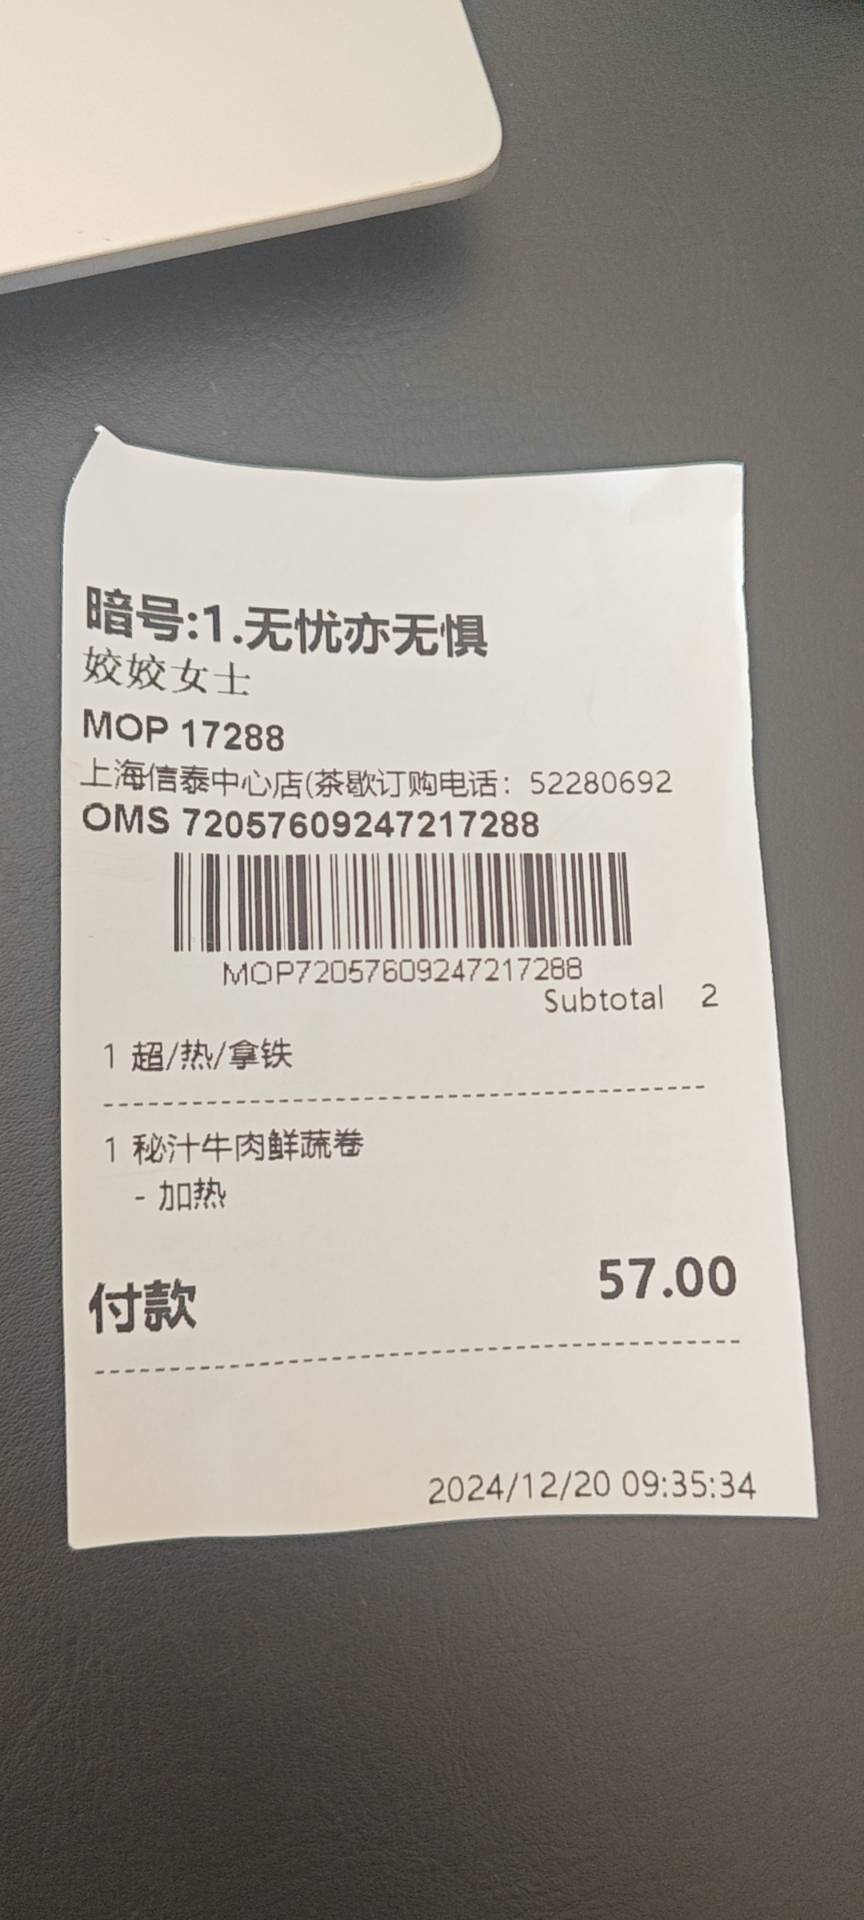 暗号:1.无忧亦无惧
姣姣女士
MOP 17288
上海信泰中心店(茶歇订购电话：52280692
OMS 72057609247217288
MOP72057609247217288
Subtotal 2
1 超/热/拿铁
1 秘汁牛肉鲜蔬卷
- 加热
付款 57.00
2024/12/20 09:35:34